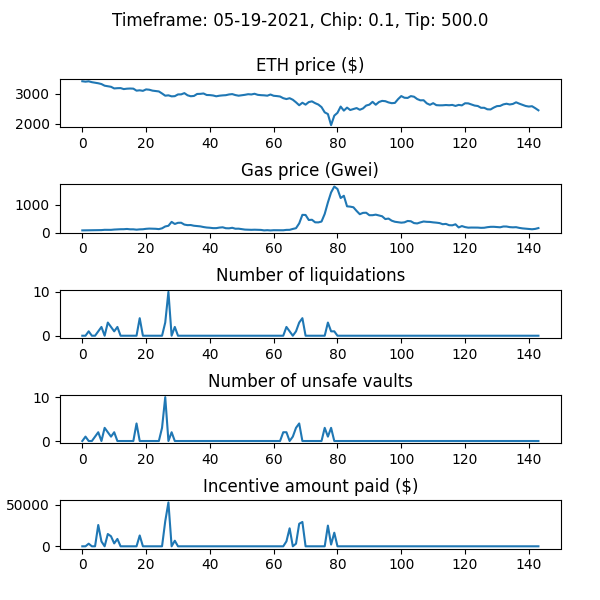 Timeframe: 05-19-2021, Chip: 0.1, Tip: 500.0
ETH price ($)
3000
2000
0 20 40 60 80 100 120 140
Gas price (Gwei)
1000
0
0 20 40 60 80 100 120 140
Number of liquidations
10
0
0 20 40 60 80 100 120 140
Number of unsafe vaults
10
0
0 20 40 60 80 100 120 140
Incentive amount paid ($)
50000
0
0 20 40 60 80 100 120 140